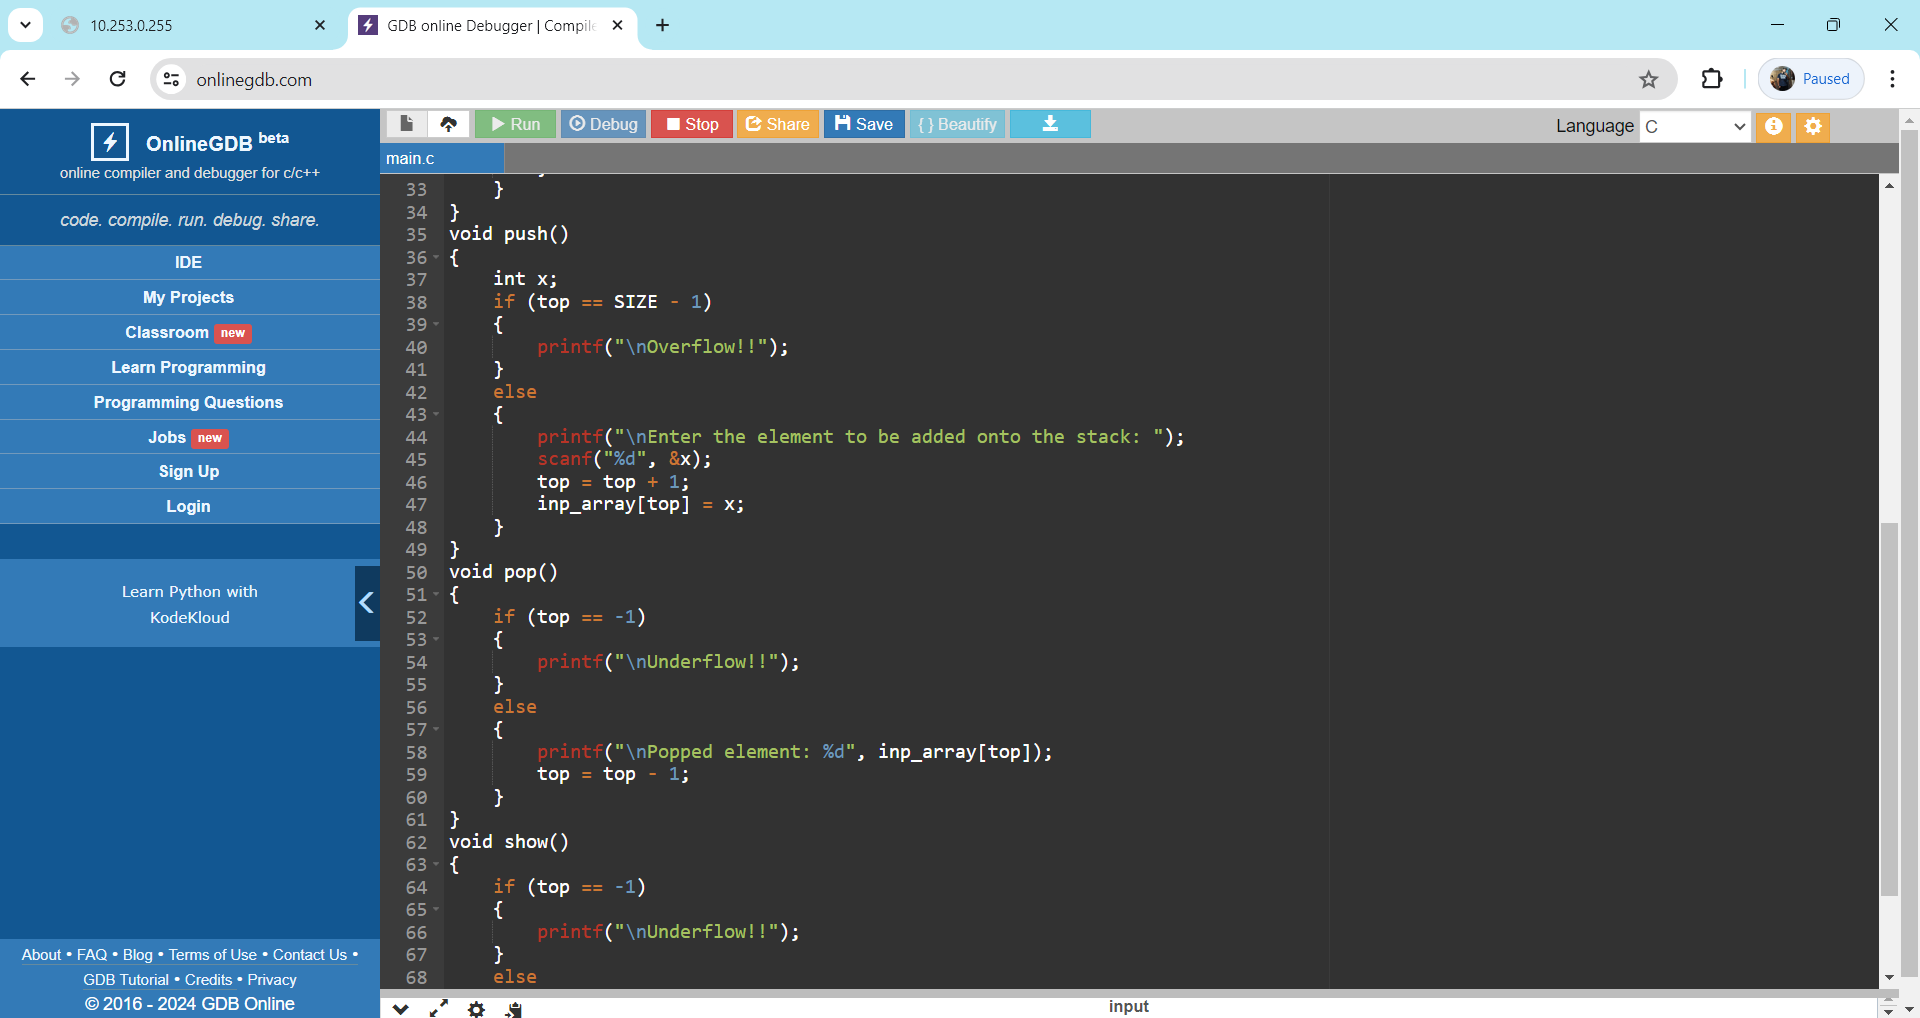 10.253.0.255
GDB online Debugger | Compile
onlinegdb.com
Paused
OnlineGDB beta
online compiler and debugger for c/c++
code. compile. run. debug. share.
IDE
My Projects
Classroom new
Learn Programming
Programming Questions
Jobs new
Sign Up
Login
Learn Python with
KodeKloud
About • FAQ • Blog • Terms of Use • Contact Us •
GDB Tutorial • Credits • Privacy
© 2016 - 2024 GDB Online
Run Debug Stop Share Save { } Beautify
Language C
main.c
33     }
34 }
35 void push()
36 {
37     int x;
38     if (top == SIZE - 1)
39     {
40         printf("\nOverflow!!");
41     }
42     else
43     {
44         printf("\nEnter the element to be added onto the stack: ");
45         scanf("%d", &x);
46         top = top + 1;
47         inp_array[top] = x;
48     }
49 }
50 void pop()
51 {
52     if (top == -1)
53     {
54         printf("\nUnderflow!!");
55     }
56     else
57     {
58         printf("\nPopped element: %d", inp_array[top]);
59         top = top - 1;
60     }
61 }
62 void show()
63 {
64     if (top == -1)
65     {
66         printf("\nUnderflow!!");
67     }
68     else
input